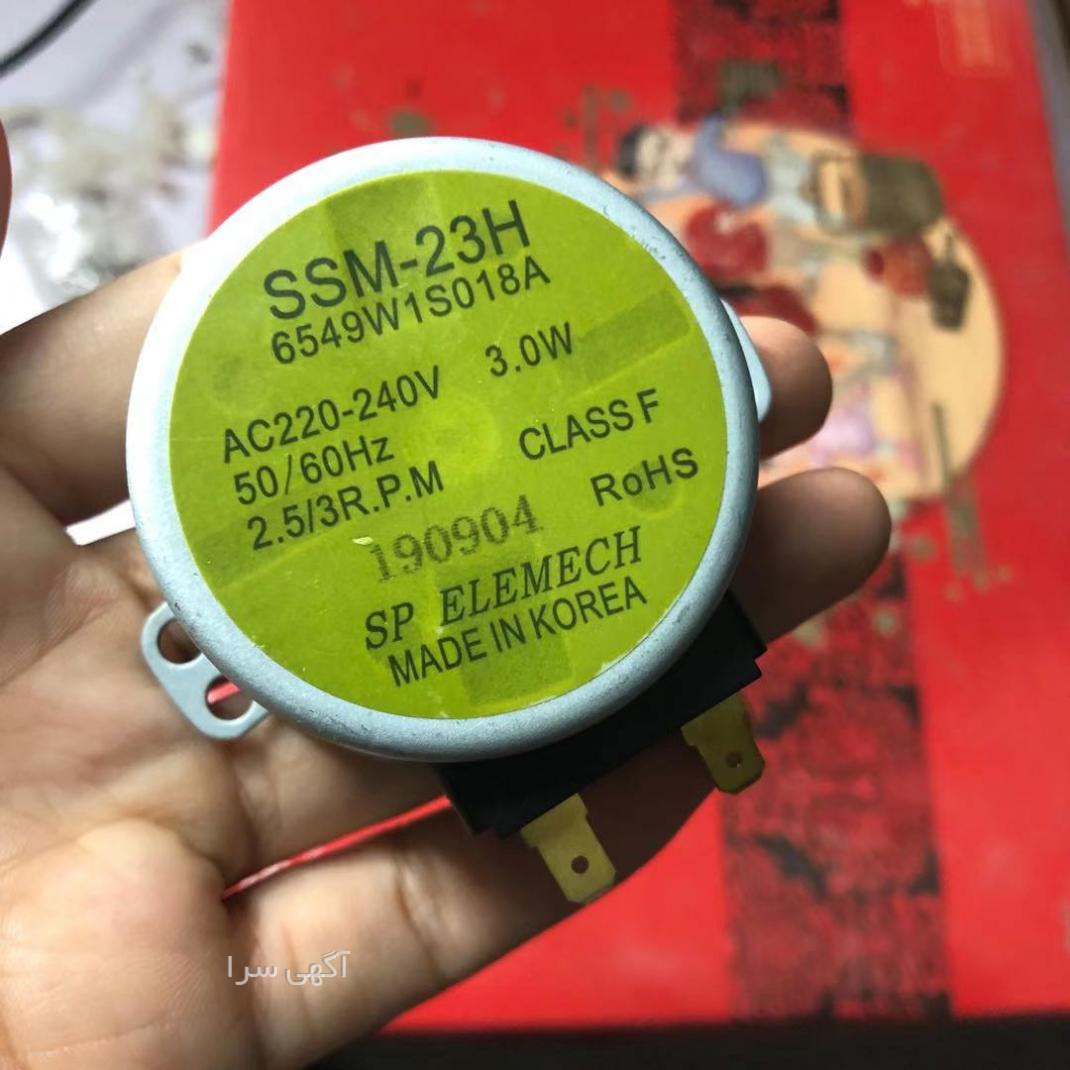 SSM-23H
6549W1S018A
AC220-240V 3.0W
50/60Hz CLASS F
2.5/3R.P.M RoHS
190904
SP ELEMECH
MADE IN KOREA
آگهی سرا